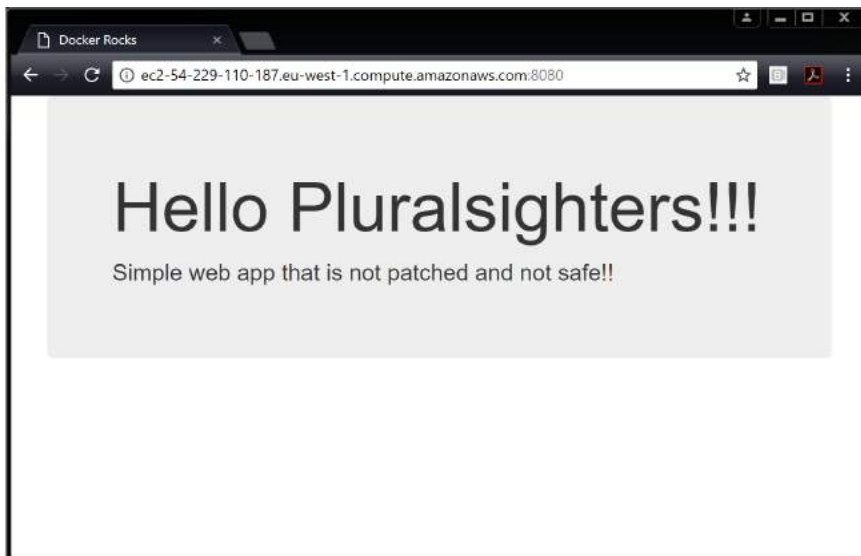 Docker Rocks
ec2-54-229-110-187.eu-west-1.compute.amazonaws.com:8080
Hello Pluralsighters!!!
Simple web app that is not patched and not safe!!